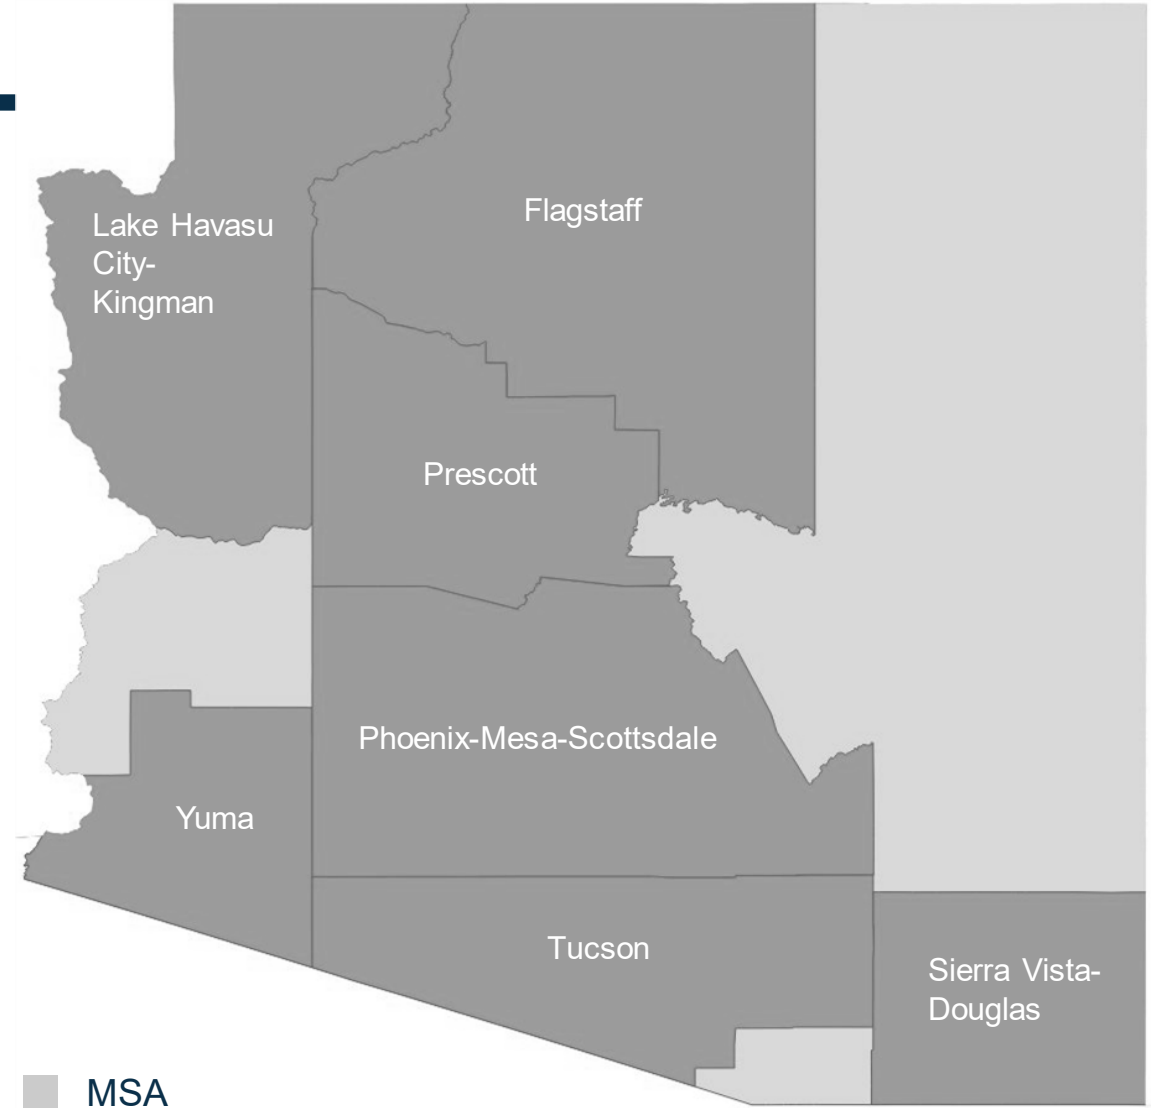 Lake Havasu
City-
Kingman
Flagstaff
Prescott
Phoenix-Mesa-Scottsdale
Yuma
Tucson
Sierra Vista-
Douglas
MSA